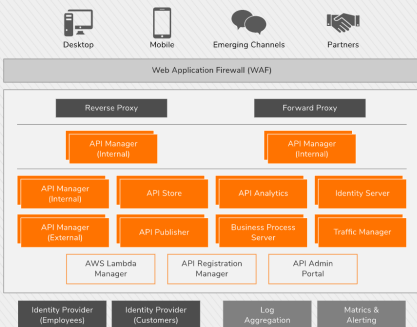 Desktop
Mobile
Emerging Channels
Partners
Web Application Firewall (WAF)
Reverse Proxy
Forward Proxy
API Manager
(Internal)
API Manager
(Internal)
API Manager
(Internal)
API Store
API Analytics
Identity Server
API Manager
(External)
API Publisher
Business Process
Server
Traffic Manager
AWS Lambda
Manager
API Registration
Manager
API Admin
Portal
Identity Provider
(Employees)
Identity Provider
(Customers)
Log
Aggregation
Metrics &
Alerting